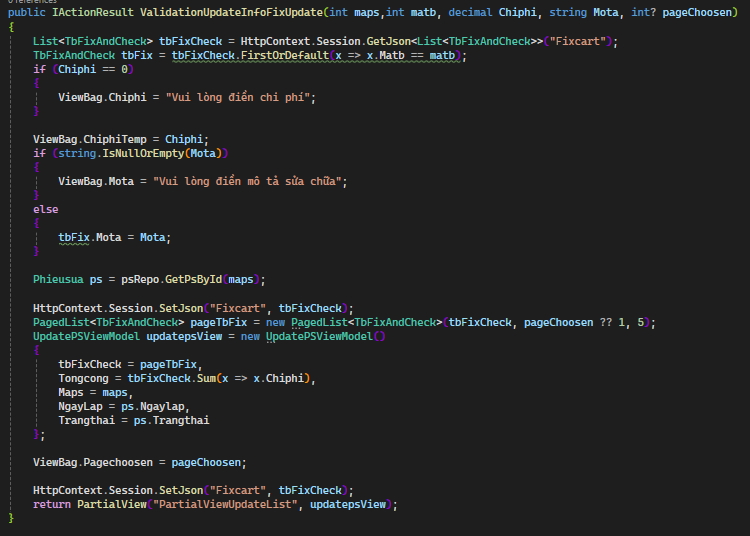 0 references
public IActionResult ValidationUpdateInfoFixUpdate(int maps,int matb, decimal Chiphi, string Mota, int? pageChoosen)
{
List<TbFixAndCheck> tbFixCheck = HttpContext.Session.GetJson<List<TbFixAndCheck>>("Fixcart");
TbFixAndCheck tbFix = tbFixCheck.FirstOrDefault(x => x.Matb == matb);
if (Chiphi == 0)
{
ViewBag.Chiphi = "Vui lòng điền chi phí";
}
ViewBag.ChiphiTemp = Chiphi;
if (string.IsNullOrEmpty(Mota))
{
ViewBag.Mota = "Vui lòng điền mô tả sửa chữa";
}
else
{
tbFix.Mota = Mota;
}
Phieusua ps = psRepo.GetPsById(maps);
HttpContext.Session.SetJson("Fixcart", tbFixCheck);
PagedList<TbFixAndCheck> pageTbFix = new PagedList<TbFixAndCheck>(tbFixCheck, pageChoosen ?? 1, 5);
UpdatePSViewModel updatepsView = new UpdatePSViewModel()
{
tbFixCheck = pageTbFix,
Tongcong = tbFixCheck.Sum(x => x.Chiphi),
Maps = maps,
NgayLap = ps.Ngaylap,
Trangthai = ps.Trangthai
};
ViewBag.Pagechoosen = pageChoosen;
HttpContext.Session.SetJson("Fixcart", tbFixCheck);
return PartialView("PartialViewUpdateList", updatepsView);
}